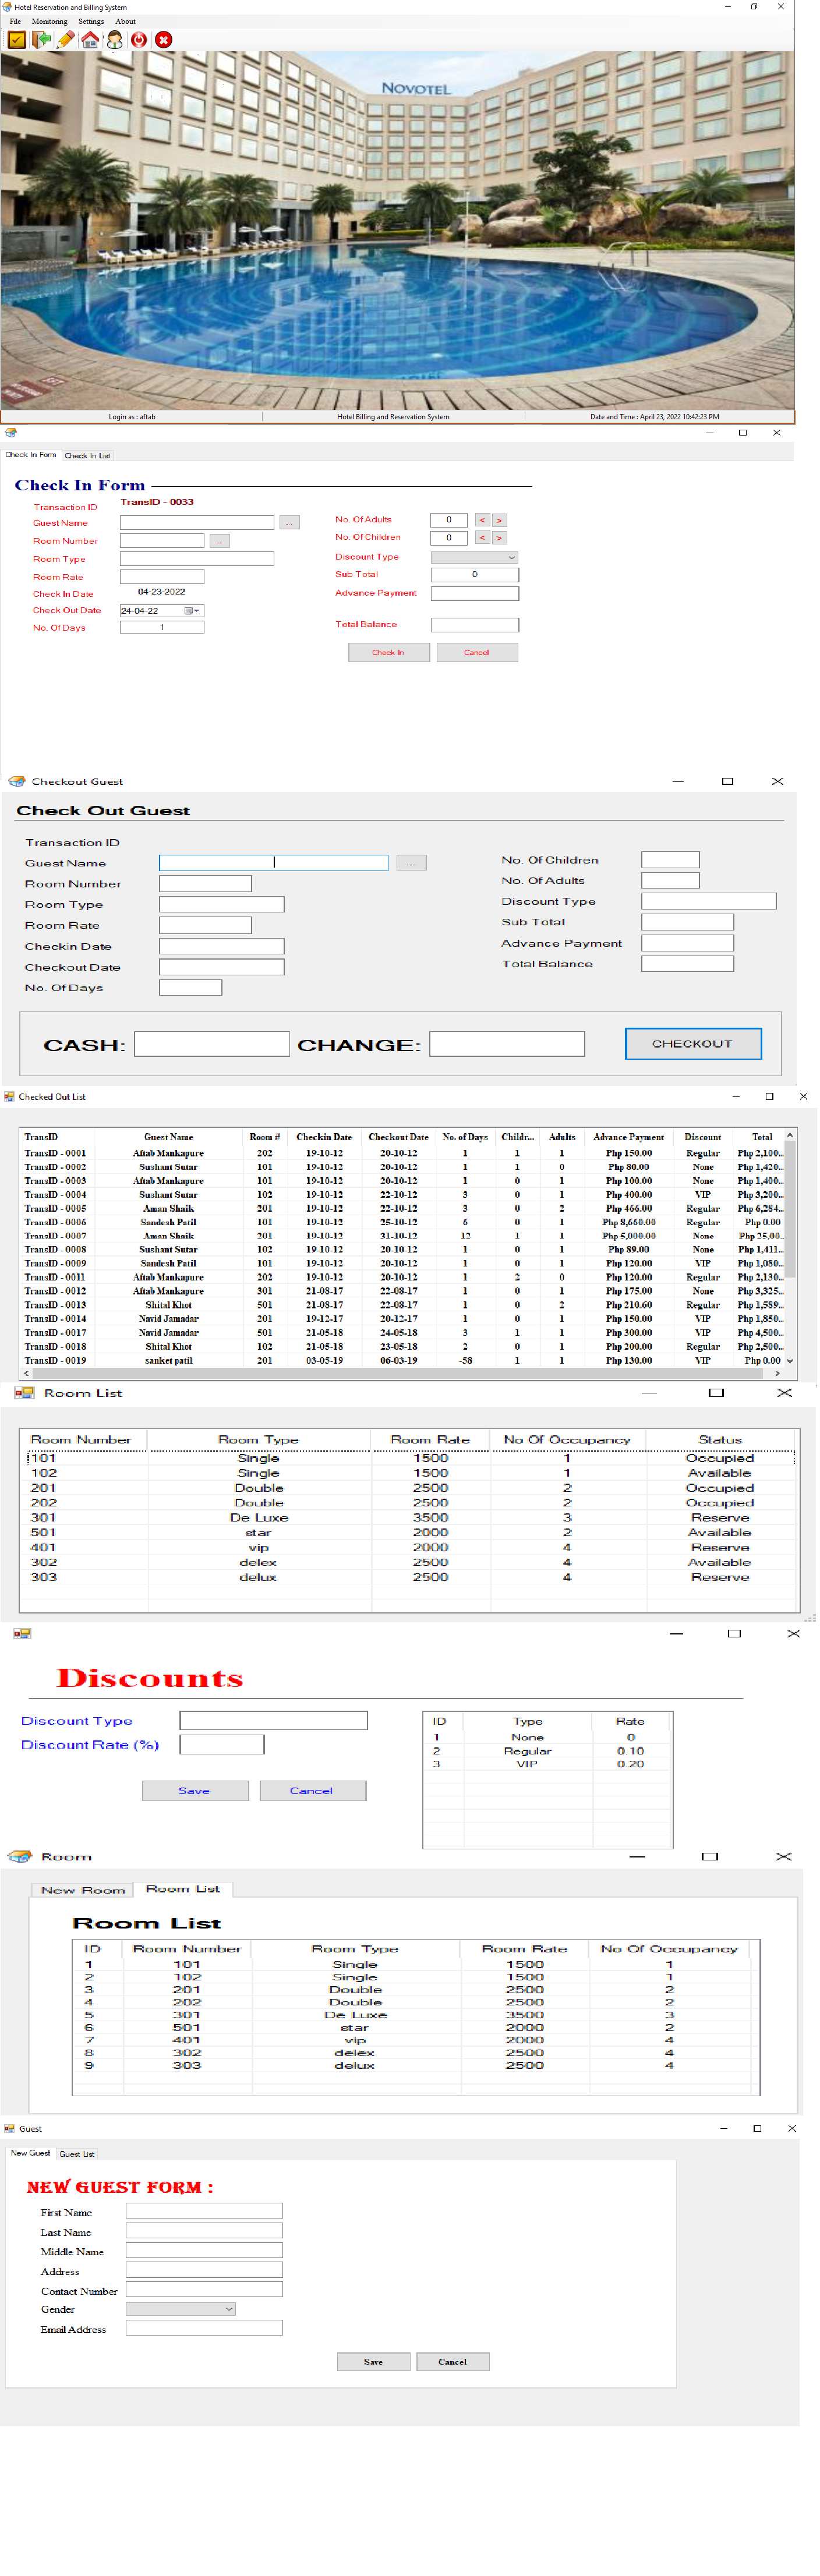 Hotel Reservation and Billing System
File Monitoring Settings About
NOVOTEL
Login as : aftab Hotel Billing and Reservation System Date and Time : April 23, 2022 10:42:23 PM
Check In Form Check In List
Check In Form
Transaction ID TransID - 0033
Guest Name ... No. Of Adults 0 < >
Room Number ... No. Of Children 0 < >
Room Type Discount Type
Room Rate Sub Total 0
Check In Date 04-23-2022 Advance Payment
Check Out Date 24-04-22
No. Of Days 1 Total Balance
Check In Cancel
Checkout Guest
Check Out Guest
Transaction ID
Guest Name ... No. Of Children
Room Number No. Of Adults
Room Type Discount Type
Room Rate Sub Total
Checkin Date Advance Payment
Checkout Date Total Balance
No. Of Days
CASH: CHANGE: CHECKOUT
Checked Out List
TransID Guest Name Room # Checkin Date Checkout Date No. of Days Childr... Adults Advance Payment Discount Total
TransID - 0001 Aftab Mankapure 202 19-10-12 20-10-12 1 1 1 Php 150.00 Regular Php 2,100...
TransID - 0002 Sushant Sutar 101 19-10-12 20-10-12 1 1 0 Php 80.00 None Php 1,420...
TransID - 0003 Aftab Mankapure 101 19-10-12 20-10-12 1 0 1 Php 100.00 None Php 1,400...
TransID - 0004 Sushant Sutar 102 19-10-12 22-10-12 3 0 1 Php 400.00 VIP Php 3,200...
TransID - 0005 Aman Shaik 201 19-10-12 22-10-12 3 0 2 Php 466.00 Regular Php 6,284...
TransID - 0006 Sandesh Patil 101 19-10-12 25-10-12 6 0 1 Php 8,660.00 Regular Php 0.00
TransID - 0007 Aman Shaik 201 19-10-12 31-10-12 12 1 1 Php 5,000.00 None Php 25,00...
TransID - 0008 Sushant Sutar 102 19-10-12 20-10-12 1 0 1 Php 89.00 None Php 1,411...
TransID - 0009 Sandesh Patil 101 19-10-12 20-10-12 1 0 1 Php 120.00 VIP Php 1,080...
TransID - 0011 Aftab Mankapure 202 19-10-12 20-10-12 1 2 0 Php 120.00 Regular Php 2,130...
TransID - 0012 Aftab Mankapure 301 21-08-17 22-08-17 1 0 1 Php 175.00 None Php 3,325...
TransID - 0013 Shital Khot 501 21-08-17 22-08-17 1 0 2 Php 210.60 Regular Php 1,589...
TransID - 0014 Navid Jamadar 201 19-12-17 20-12-17 1 0 1 Php 150.00 VIP Php 1,850...
TransID - 0017 Navid Jamadar 501 21-05-18 24-05-18 3 1 1 Php 300.00 VIP Php 4,500...
TransID - 0018 Shital Khot 102 21-05-18 23-05-18 2 0 1 Php 200.00 Regular Php 2,500...
TransID - 0019 sanket patil 201 03-05-19 06-03-19 -58 1 1 Php 130.00 VIP Php 0.00
Room List
Room Number Room Type Room Rate No Of Occupancy Status
101 Single 1500 1 Occupied
102 Single 1500 1 Available
201 Double 2500 2 Occupied
202 Double 2500 2 Occupied
301 De Luxe 3500 3 Reserve
501 star 2000 2 Available
401 vip 2000 4 Reserve
302 delex 2500 4 Available
303 delux 2500 4 Reserve
Discounts
Discount Type
Discount Rate (%)
Save Cancel
ID Type Rate
1 None 0
2 Regular 0.10
3 VIP 0.20
Room
New Room Room List
Room List
ID Room Number Room Type Room Rate No Of Occupancy
1 101 Single 1500 1
2 102 Single 1500 1
3 201 Double 2500 2
4 202 Double 2500 2
5 301 De Luxe 3500 3
6 501 star 2000 2
7 401 vip 2000 4
8 302 delex 2500 4
9 303 delux 2500 4
Guest
New Guest Guest List
NEW GUEST FORM :
First Name
Last Name
Middle Name
Address
Contact Number
Gender
Email Address
Save Cancel